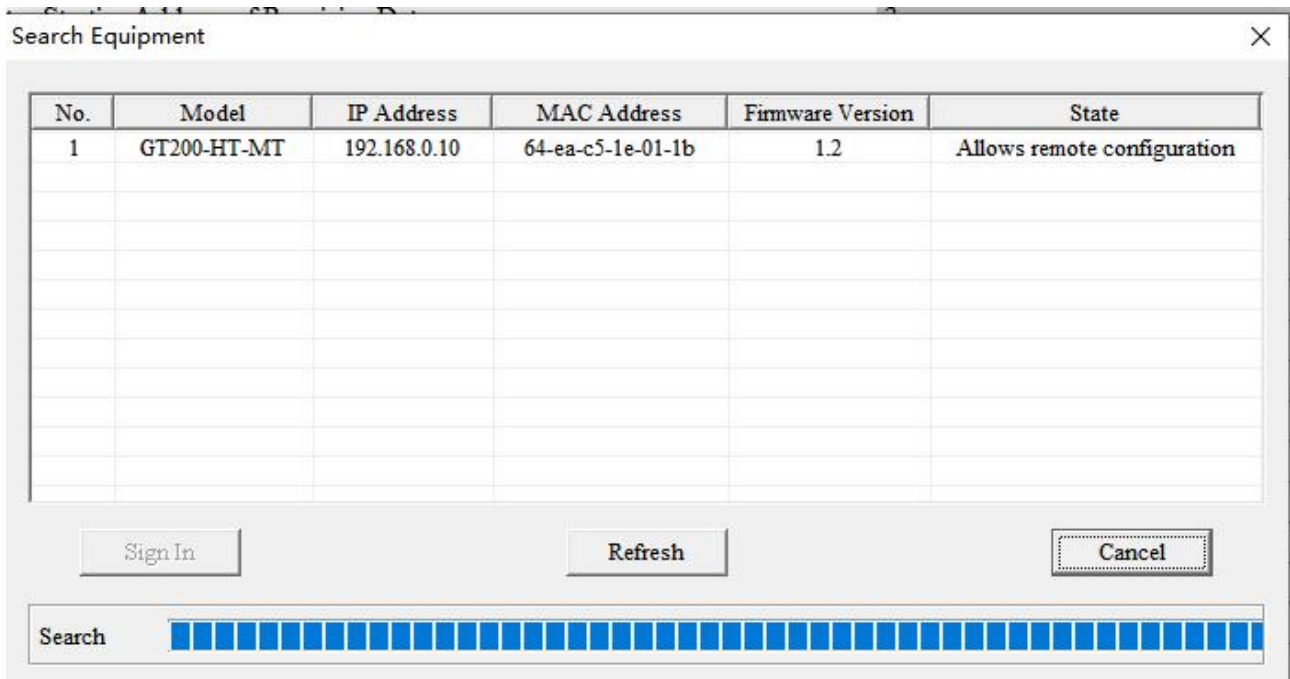 Search Equipment
No. Model IP Address MAC Address Firmware Version State
1 GT200-HT-MT 192.168.0.10 64-ea-c5-1e-01-1b 1.2 Allows remote configuration
Sign In Refresh Cancel
Search